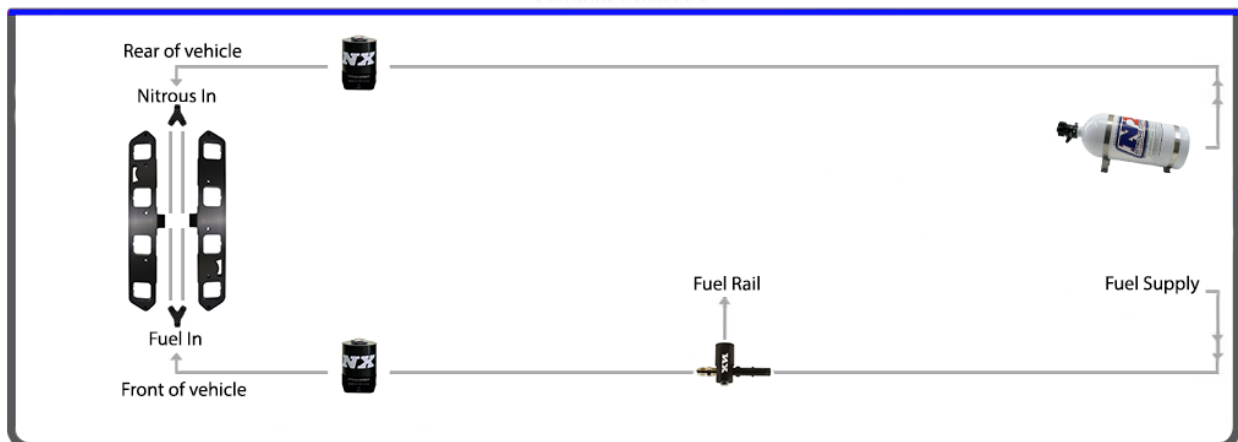 Rear of vehicle
NX
Nitrous In
NX
Fuel Rail
Fuel Supply
Fuel In
NX
NX
Front of vehicle